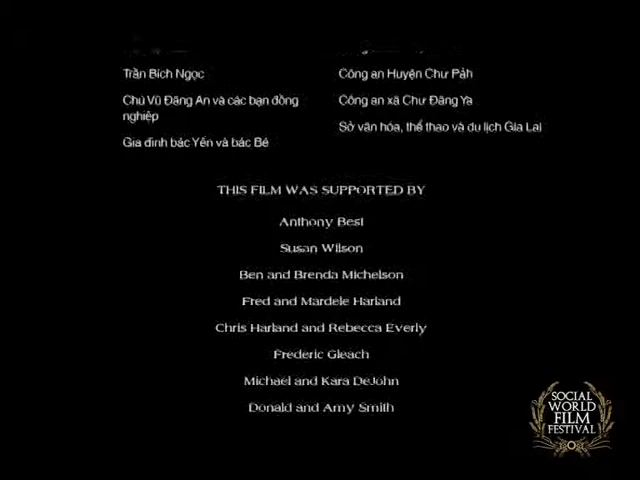 Trần Bích Ngọc
Chú Vũ Đăng An và các bạn đồng
nghiệp
Gia đình bác Yến và bác Bé
Công an Huyện Chư Pảh
Công an xã Chư Đăng Ya
Sở văn hóa, thể thao và du lịch Gia Lai
THIS FILM WAS SUPPORTED BY
Anthony Best
Susan Wilson
Ben and Brenda Michelson
Fred and Mardele Harland
Chris Harland and Rebecca Everly
Frederic Gleach
Michael and Kara DeJohn
Donald and Amy Smith
SOCIAL
WORLD
FILM
FESTIVAL